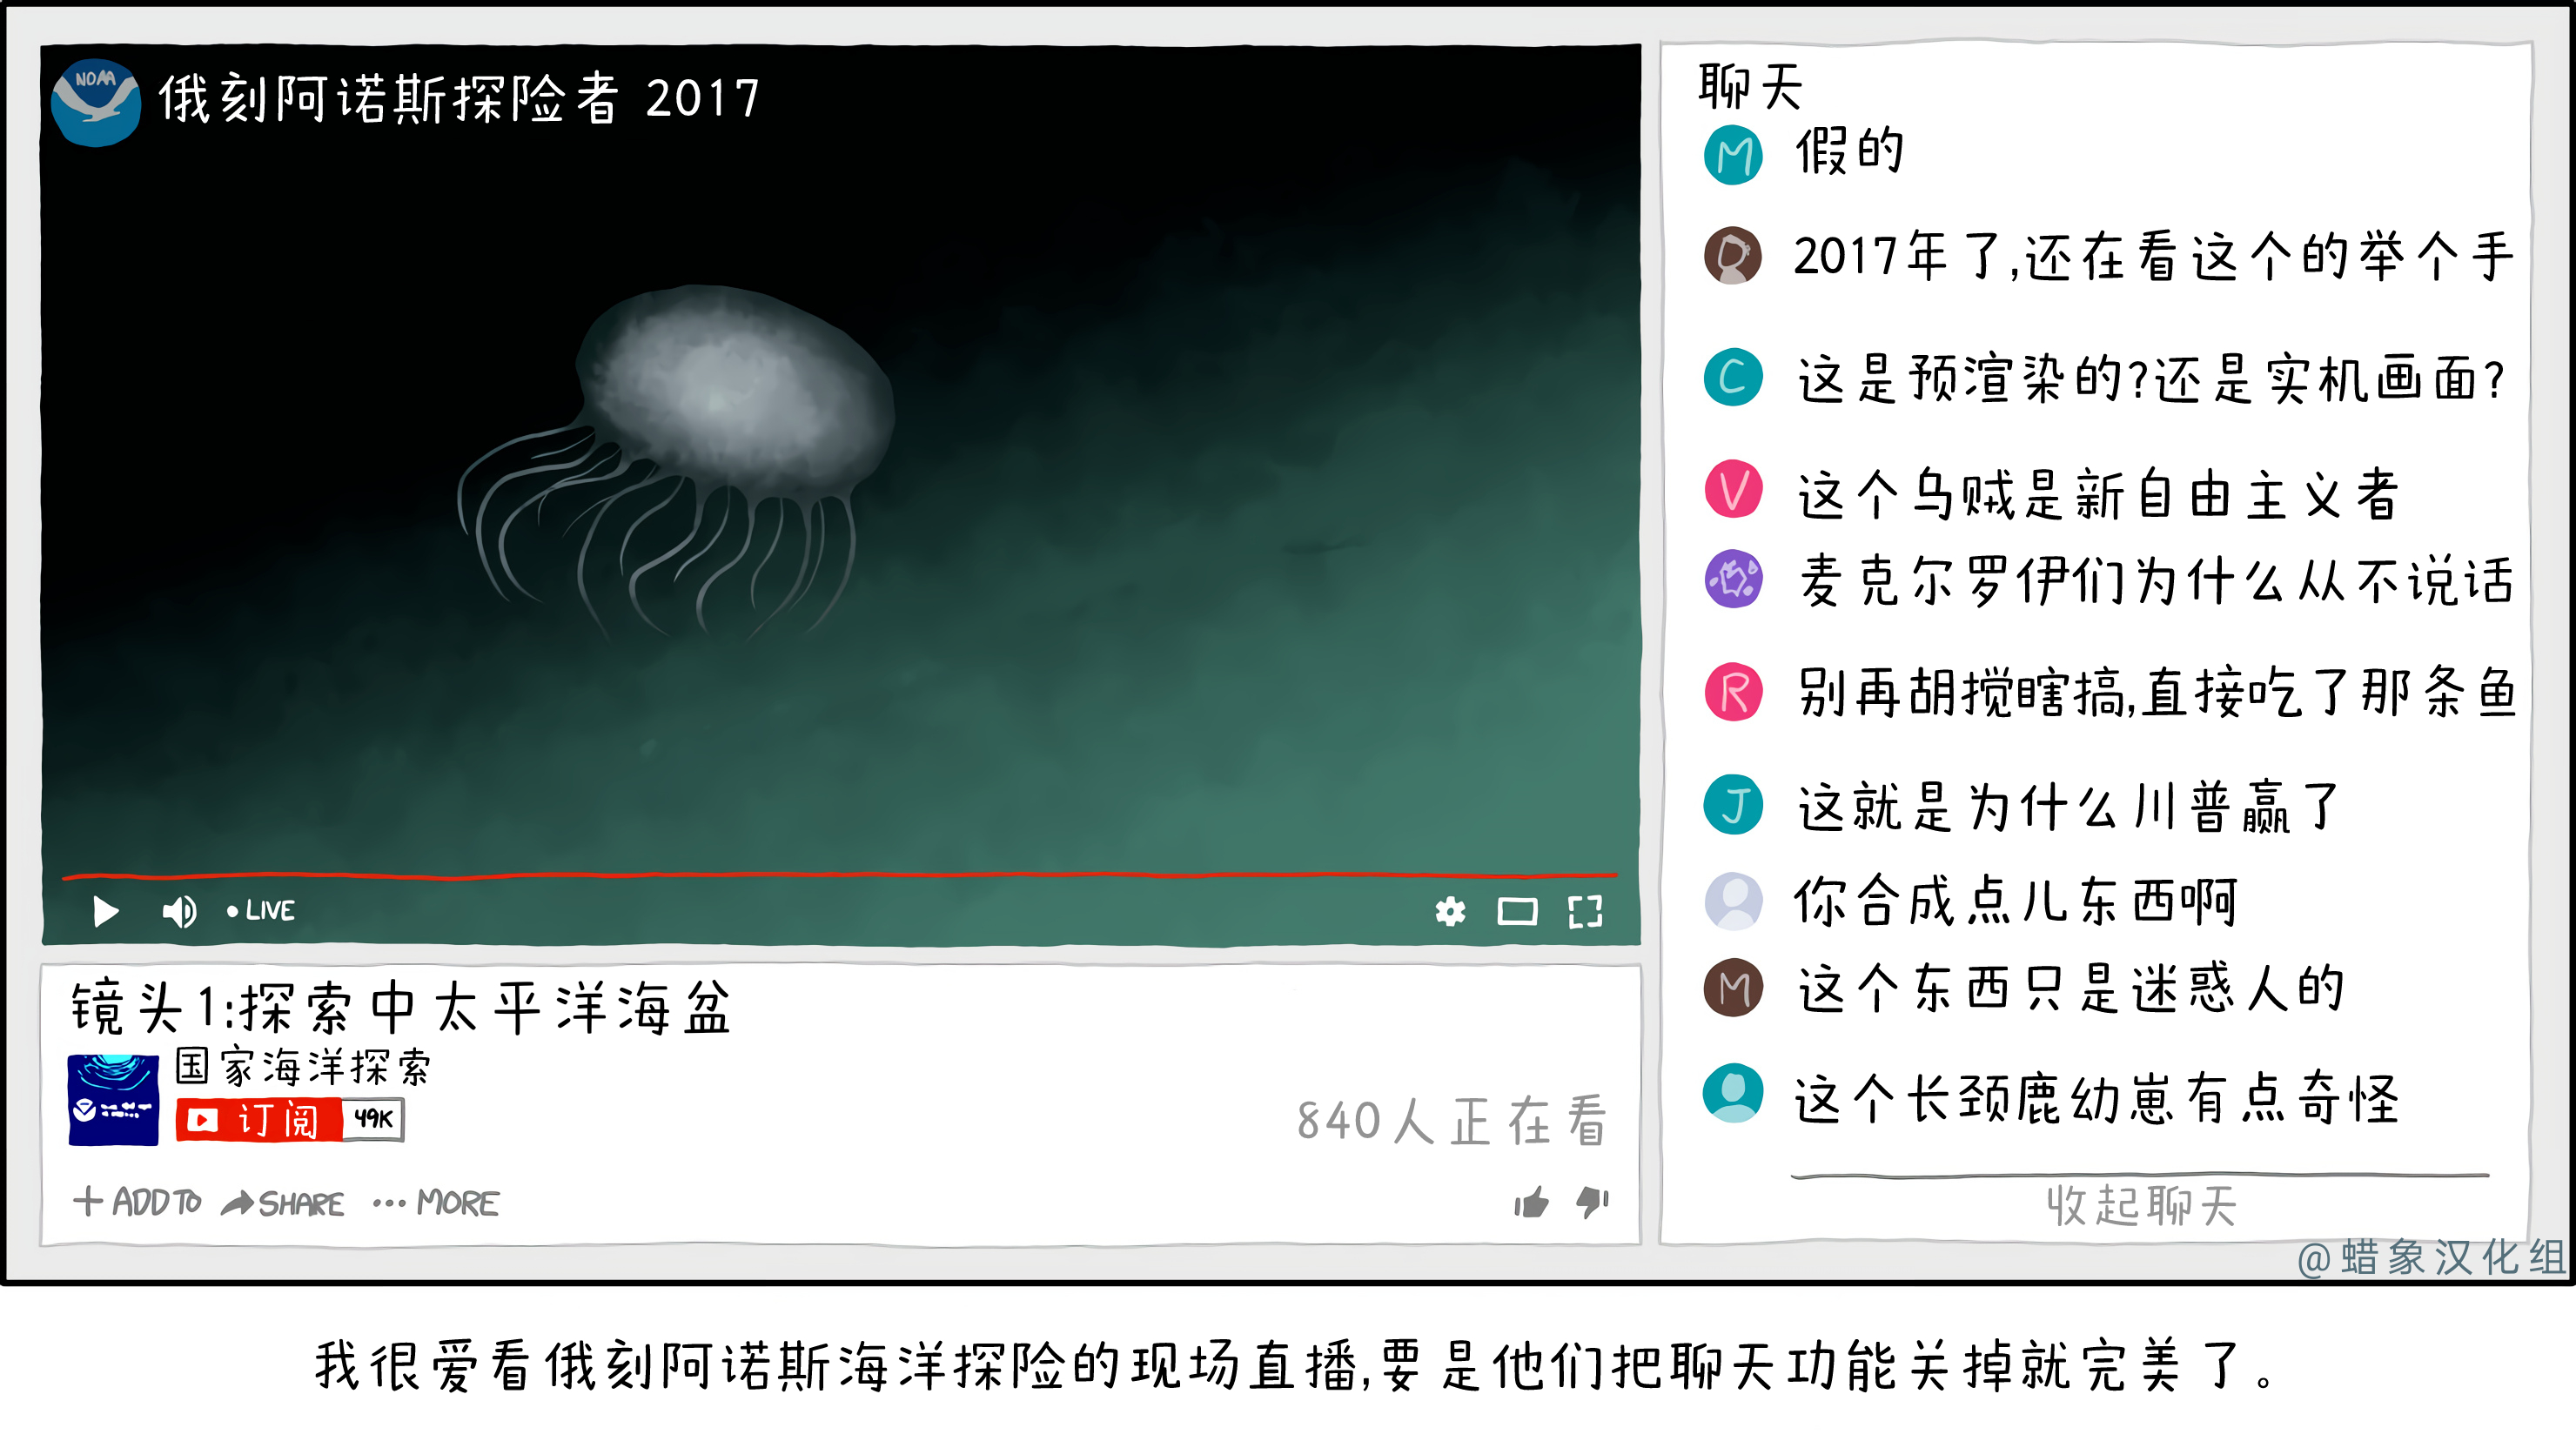 NOAA
俄刻阿诺斯探险者 2017
LIVE
镜头1:探索中太平洋海盆
国家海洋探索
订阅 49K
840人正在看
+ ADD TO SHARE ··· MORE
聊天
M 假的
2017年了,还在看这个的举个手
C 这是预渲染的?还是实机画面?
V 这个乌贼是新自由主义者
麦克尔罗伊们为什么从不说话
R 别再胡搅瞎搞,直接吃了那条鱼
J 这就是为什么川普赢了
你合成点儿东西啊
M 这个东西只是迷惑人的
这个长颈鹿幼崽有点奇怪
收起聊天
@蜡象汉化组
我很爱看俄刻阿诺斯海洋探险的现场直播,要是他们把聊天功能关掉就完美了。